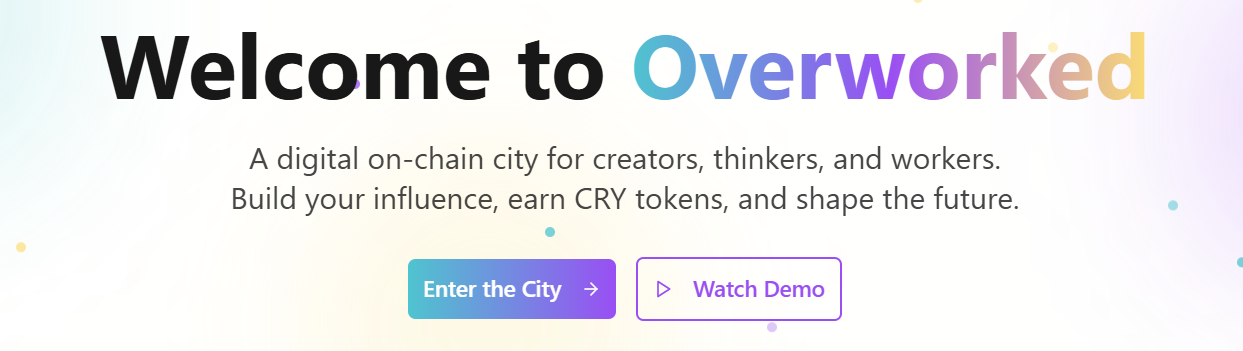 Welcome to Overworked
A digital on-chain city for creators, thinkers, and workers.
Build your influence, earn CRY tokens, and shape the future.
Enter the City
Watch Demo